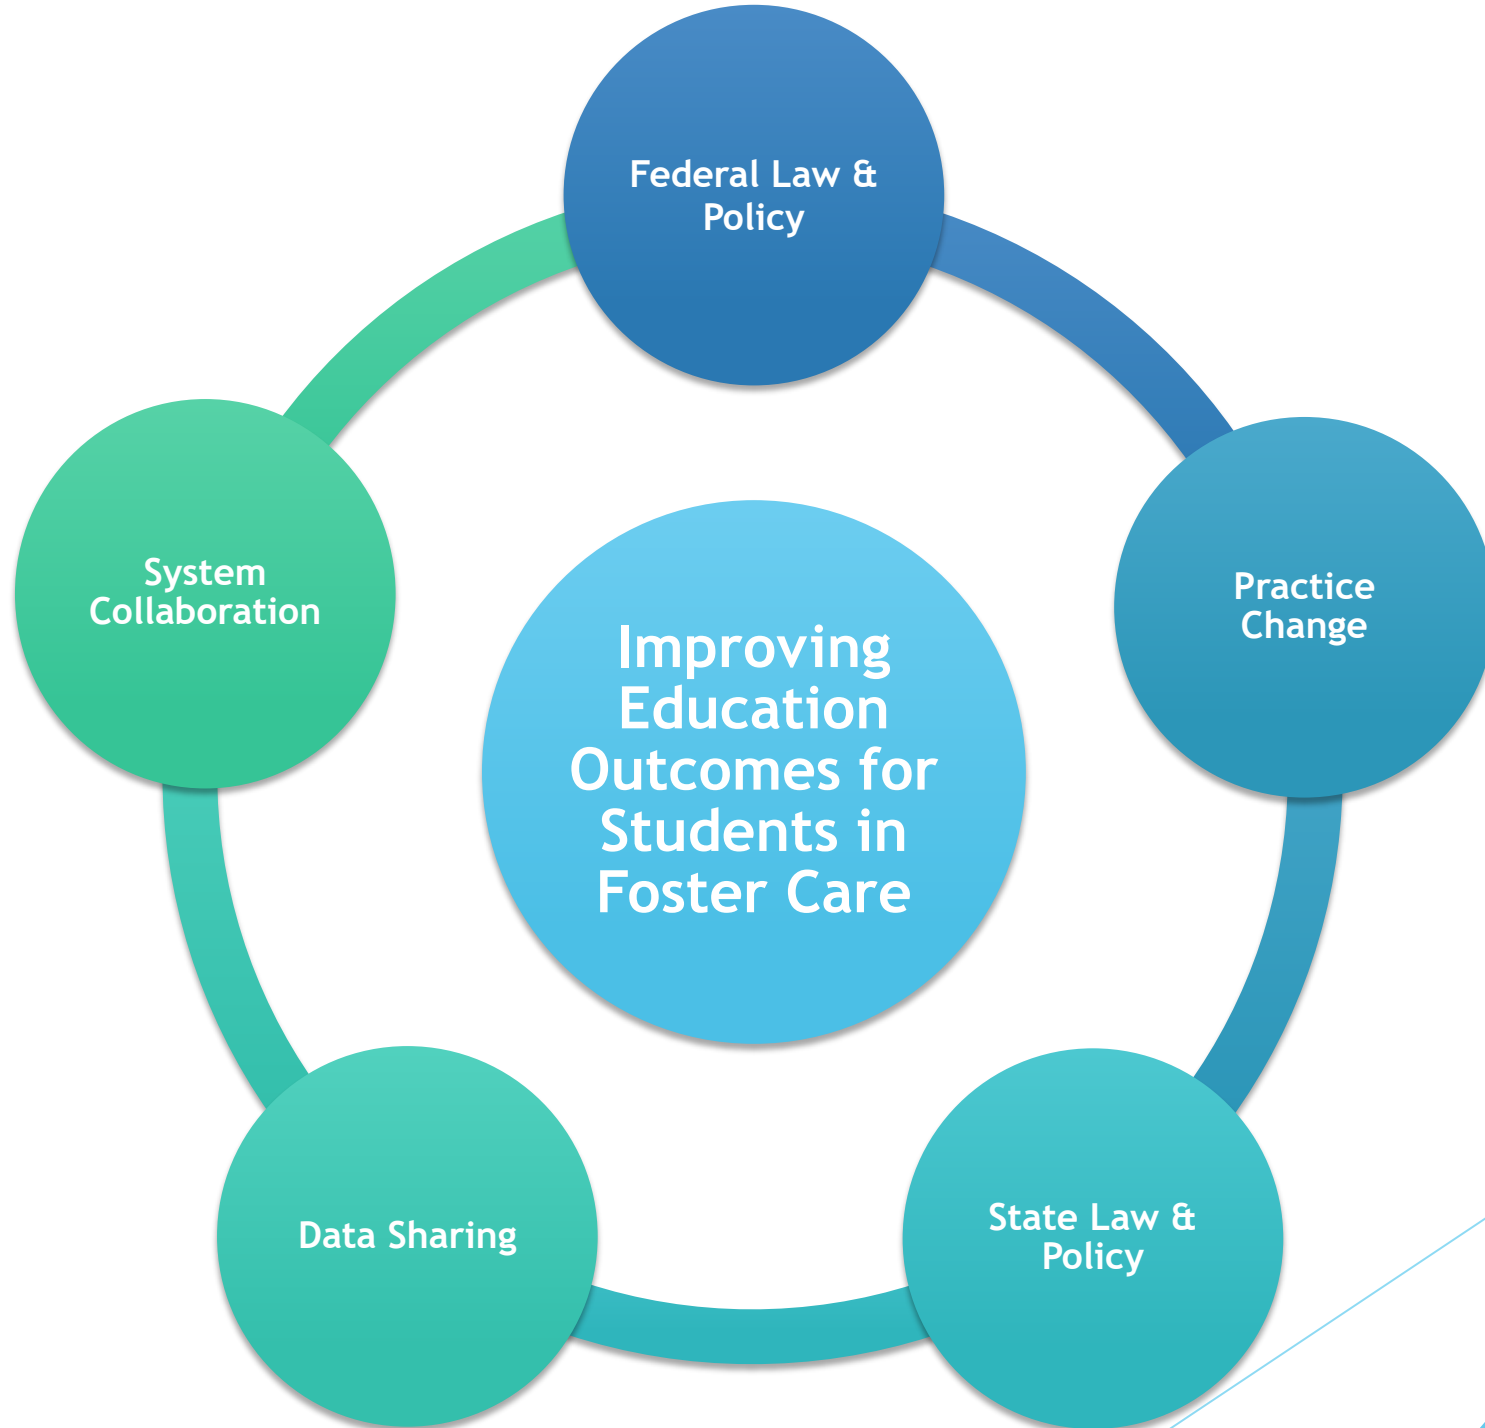 Federal Law &
Policy
Practice
Change
System
Collaboration
Improving
Education
Outcomes for
Students in
Foster Care
State Law &
Policy
Data Sharing